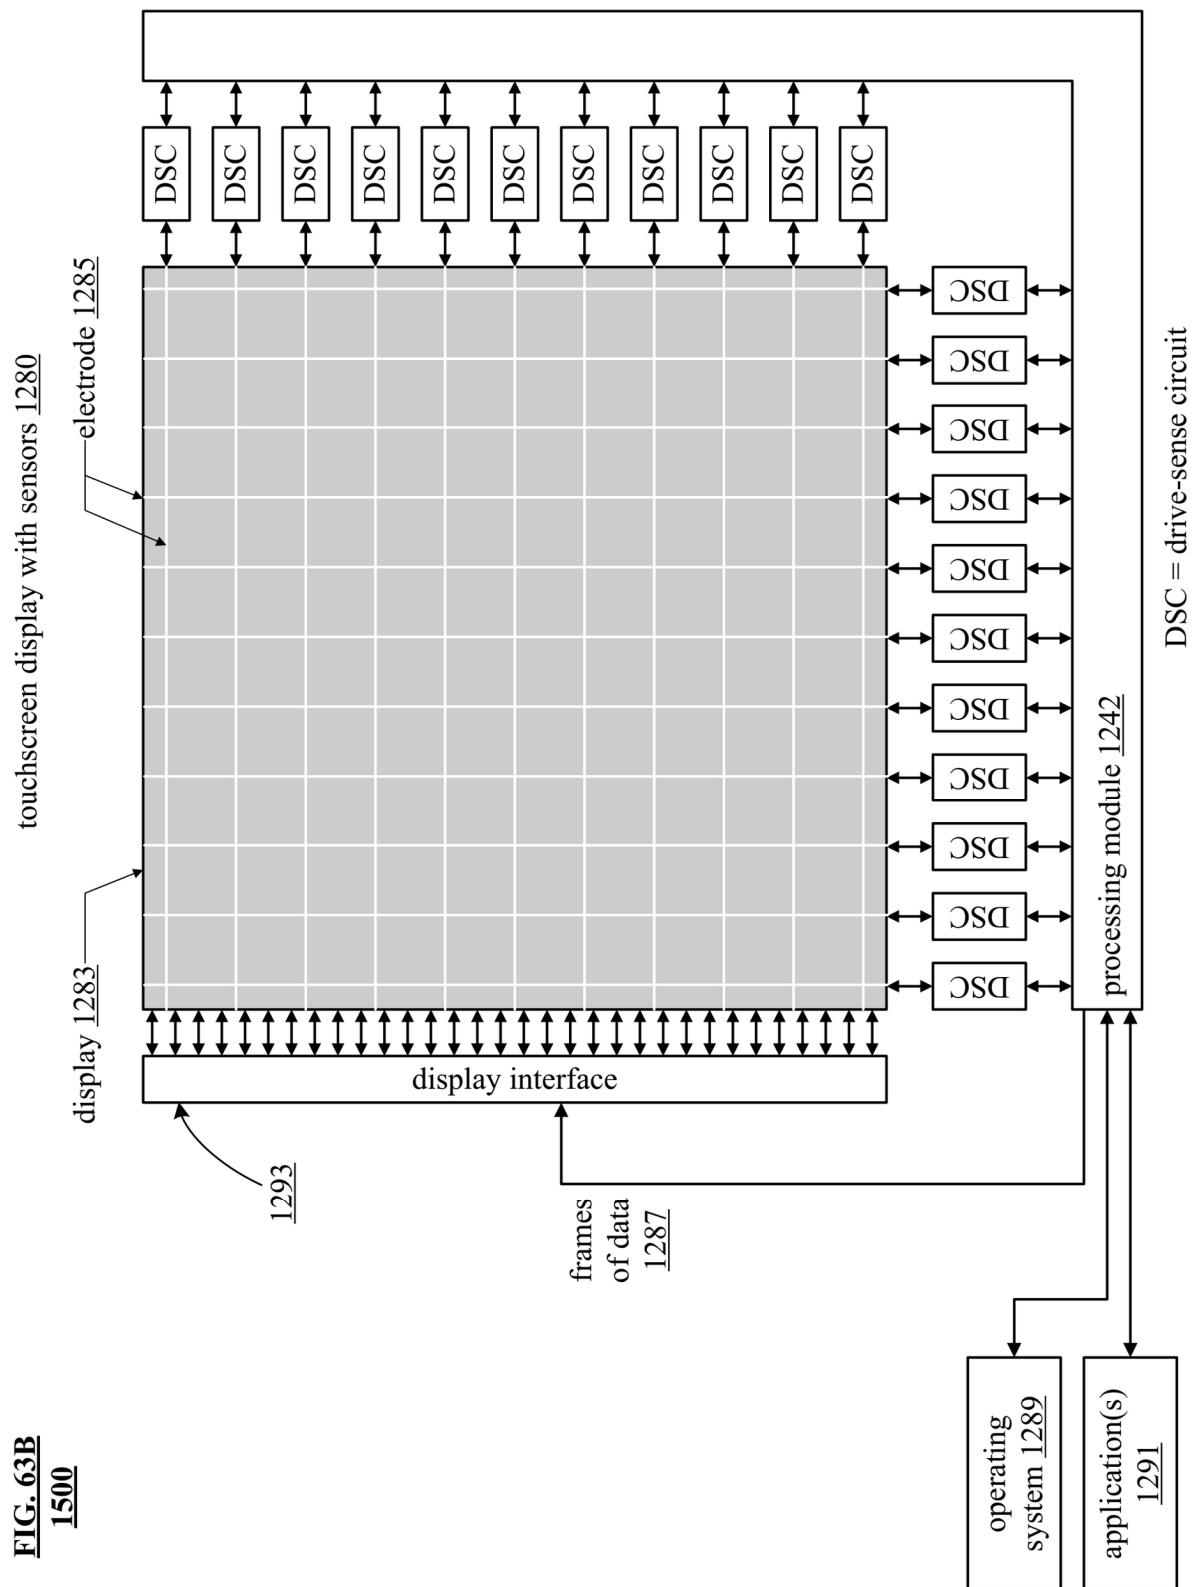 FIG. 63B
1500
touchscreen display with sensors 1280
display 1283
electrode 1285
1293
display interface
DSC
DSC
DSC
DSC
DSC
DSC
DSC
DSC
DSC
DSC
DSC
frames
of data
1287
DSC
DSC
DSC
DSC
DSC
DSC
DSC
DSC
DSC
DSC
DSC
operating
system 1289
processing module 1242
application(s)
1291
DSC = drive-sense circuit